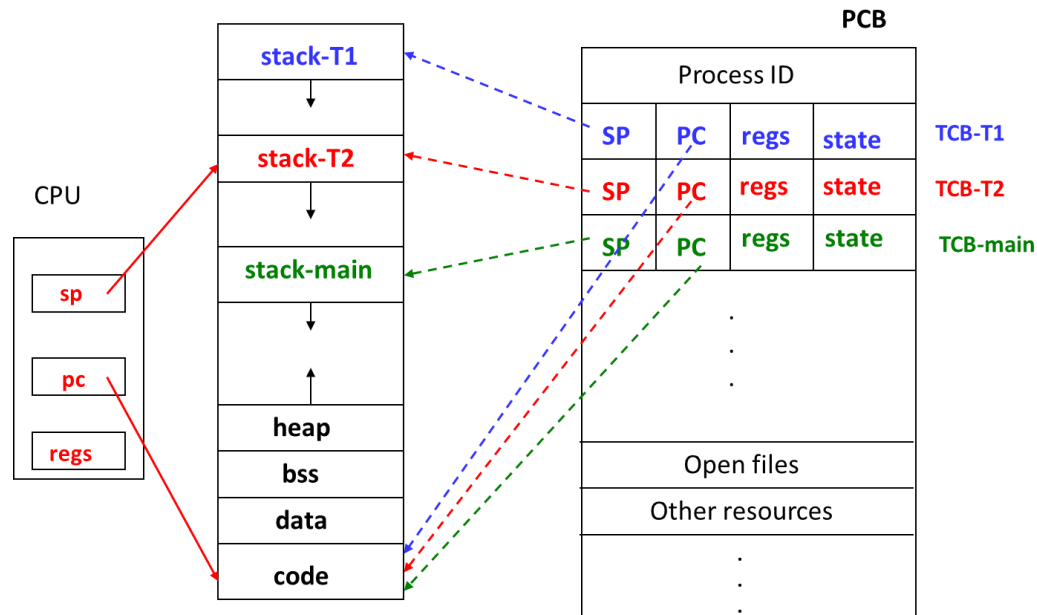 PCB
stack-T1
Process ID
SP PC regs state TCB-T1
stack-T2
SP PC regs state TCB-T2
CPU
stack-main
SP PC regs state TCB-main
sp
pc
regs
heap
bss
data
code
Open files
Other resources